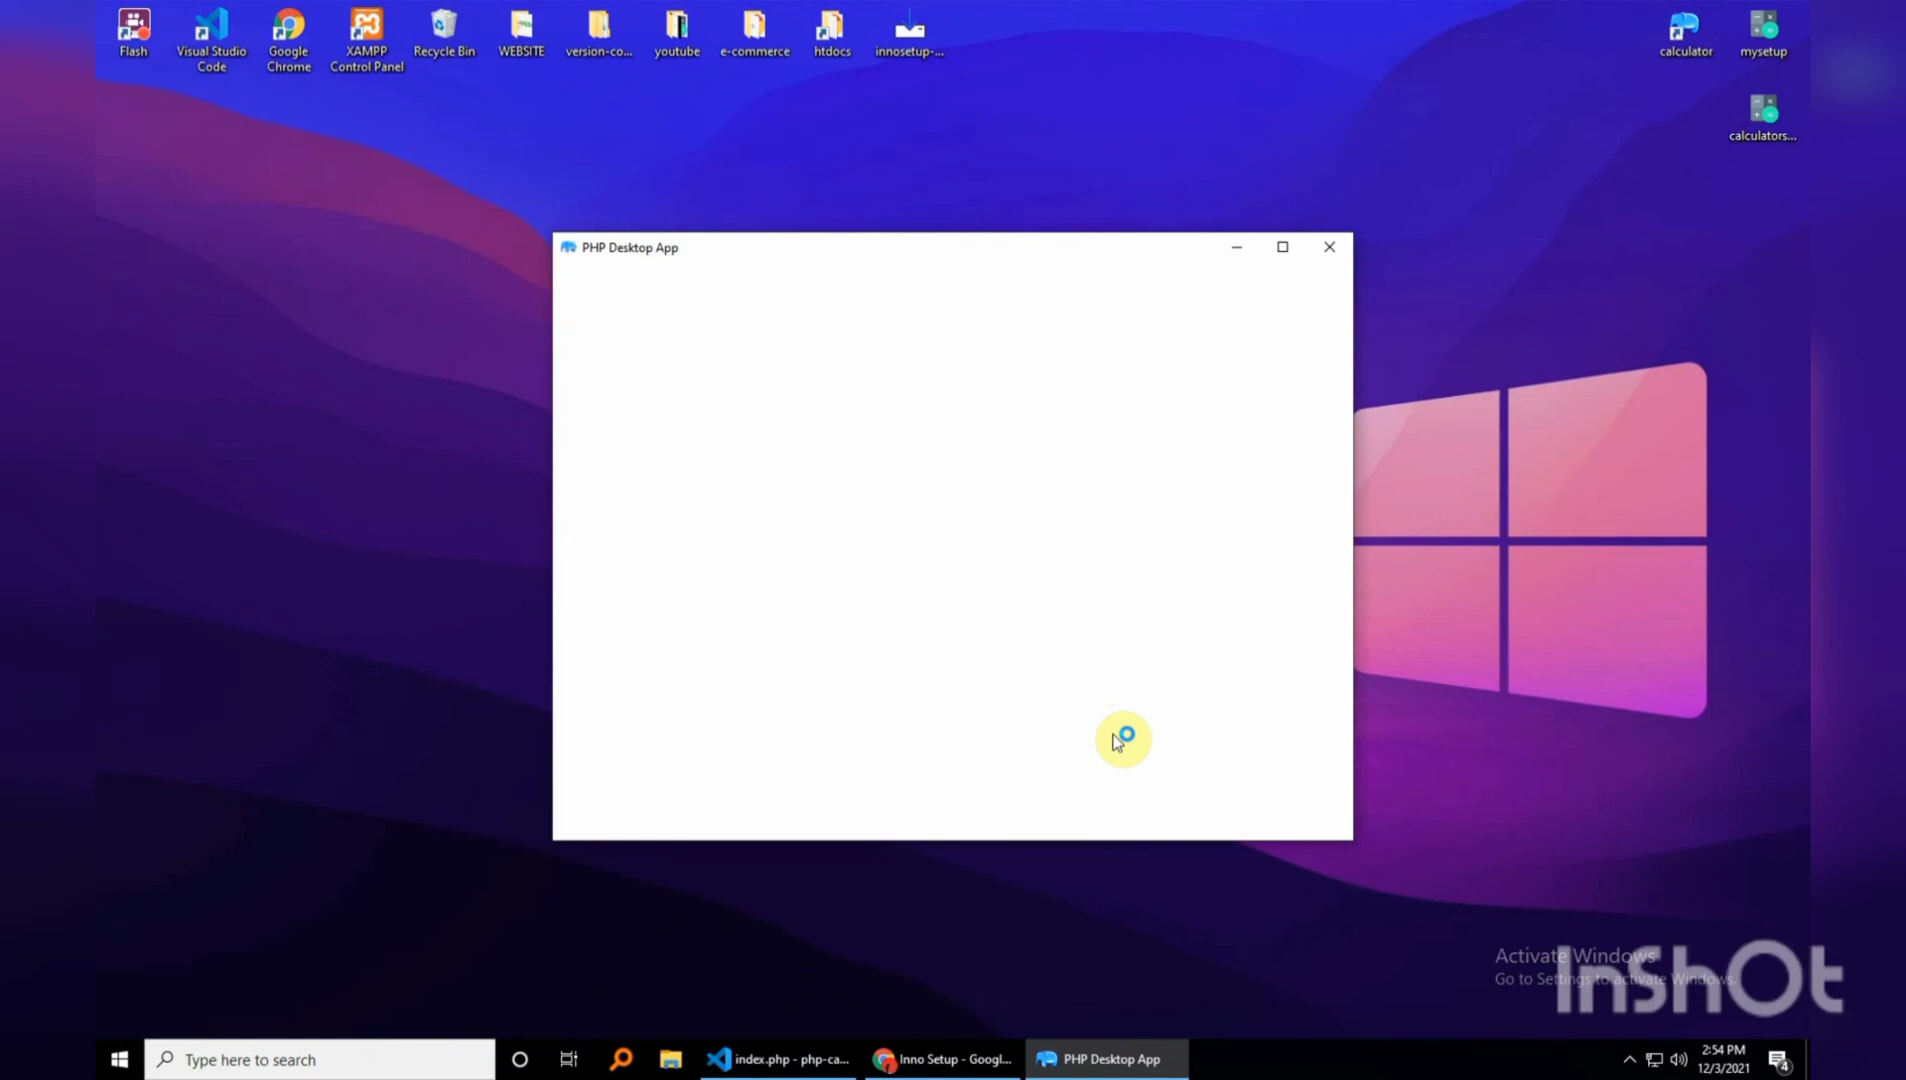 Flash
Visual Studio
Code
Google
Chrome
XAMPP
Control Panel
Recycle Bin
WEBSITE
version-co...
youtube
e-commerce
htdocs
innosetup-...
calculator
mysetup
calculators...
PHP Desktop App
Activate Windows
Go to Settings to activate Windows.
InShOt
Type here to search
index.php - php-ca...
Inno Setup - Googl...
PHP Desktop App
2:54 PM
12/3/2021
4